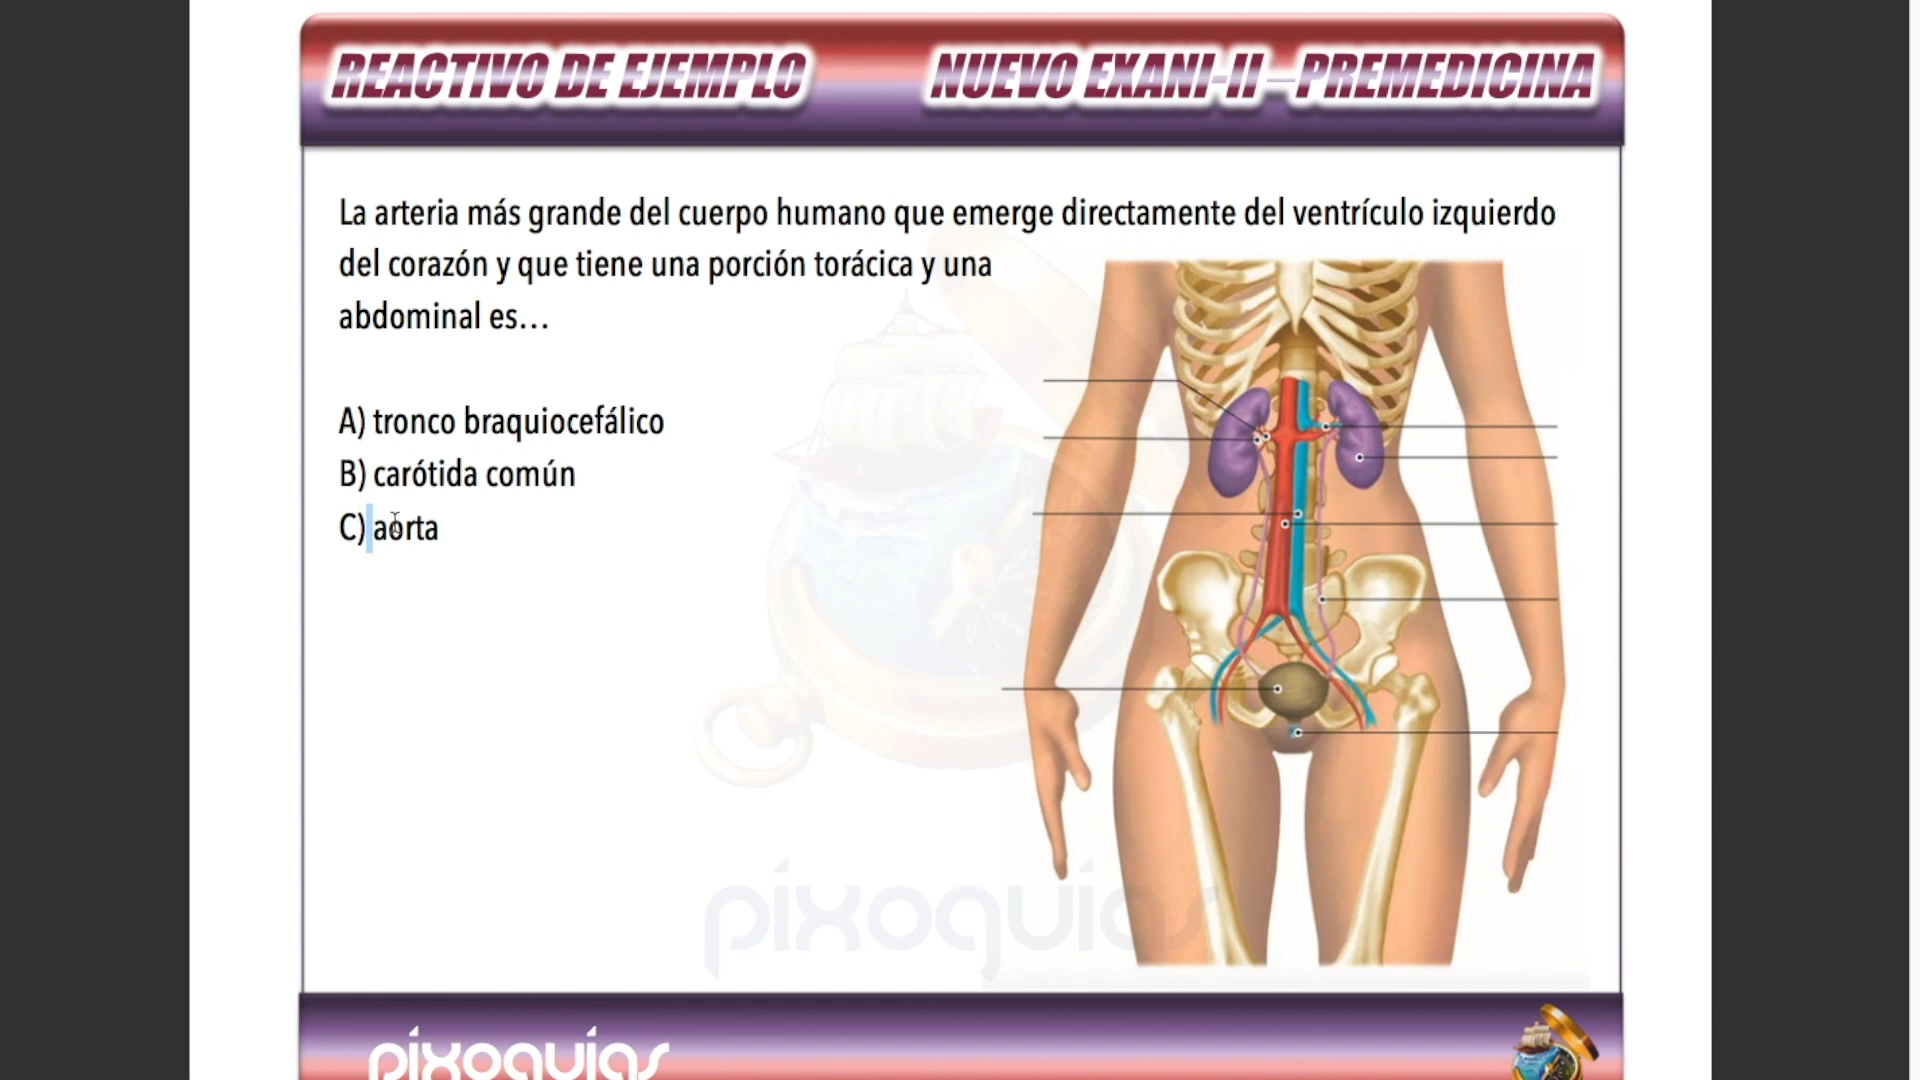 REACTIVO DE EJEMPLO NUEVO EXANI-II – PREMEDICINA
La arteria más grande del cuerpo humano que emerge directamente del ventrículo izquierdo
del corazón y que tiene una porción torácica y una
abdominal es...
A) tronco braquiocefálico
B) carótida común
C) aorta
pixoguias
pixoguias